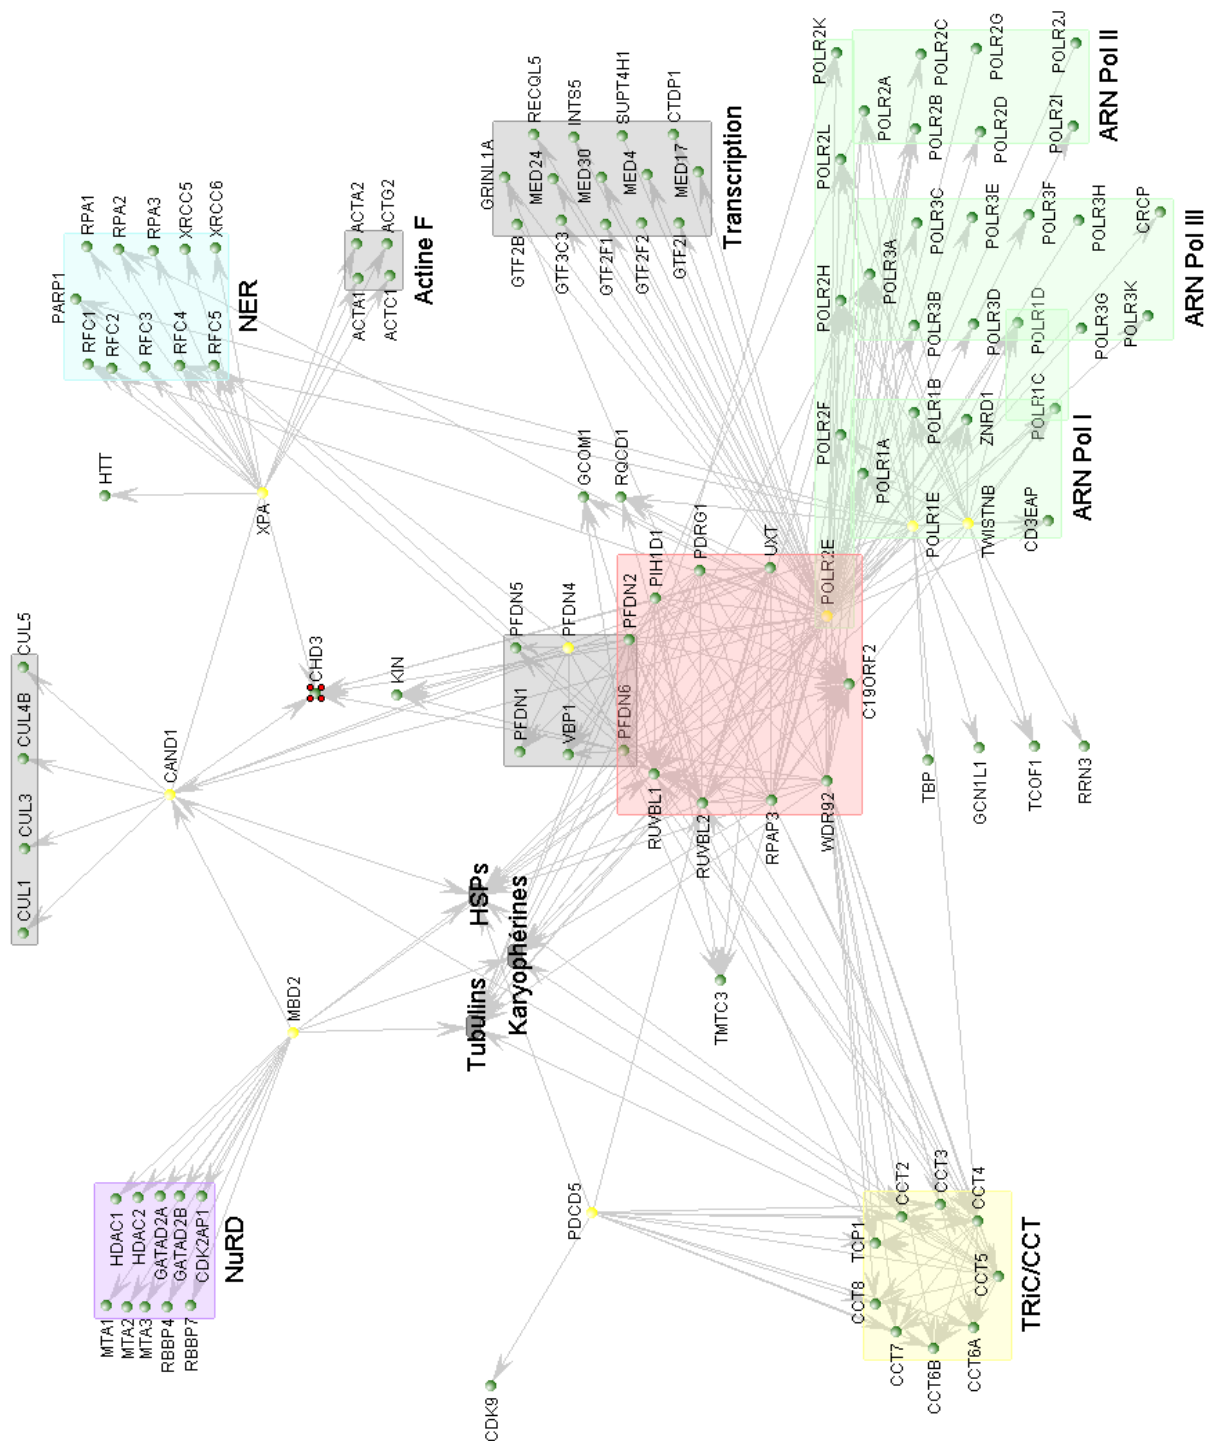 CUL1
CUL3
CUL4B
CUL5
CAND1
MBD2
HTT
XPA
CHD3
KIN
PARP1
RFC1
RFC2
RFC3
RFC4
RFC5
RPA1
RPA2
RPA3
XRCC5
XRCC6
NER
ACTA1
ACTA2
ACTC1
ACTG2
Actine F
GRINL1A
GTF2B
GTF3C3
GTF2F1
GTF2F2
GTF2I
MED24
MED30
MED4
MED17
RECQL5
INTS5
SUPT4H1
CTDP1
Transcription
MTA1
MTA2
MTA3
RBBP4
RBBP7
HDAC1
HDAC2
GATAD2A
GATAD2B
CDK2AP1
NuRD
Tubulins
Karyophérines
HSPs
PFDN1
PFDN5
VBP1
PFDN4
PFDN6
PFDN2
GCOM1
RQCD1
RUVBL1
RUVBL2
RPAP3
WDR92
PIH1D1
PDRG1
UXT
POLR2E
C19ORF2
TMTC3
PDCD5
CDK9
TCP1
CCT2
CCT3
CCT4
CCT5
CCT6A
CCT6B
CCT7
CCT8
TRiC/CCT
TBP
GCN1L1
TCOF1
RRN3
POLR2F
POLR2H
POLR2L
POLR2K
POLR1A
POLR1B
POLR1E
ZNRD1
TWISTNB
POLR1C
CD3EAP
ARN Pol I
POLR3A
POLR3B
POLR3C
POLR3D
POLR3E
POLR1D
POLR3F
POLR3G
POLR3H
POLR3K
CRCP
ARN Pol III
POLR2A
POLR2B
POLR2C
POLR2D
POLR2G
POLR2I
POLR2J
ARN Pol II